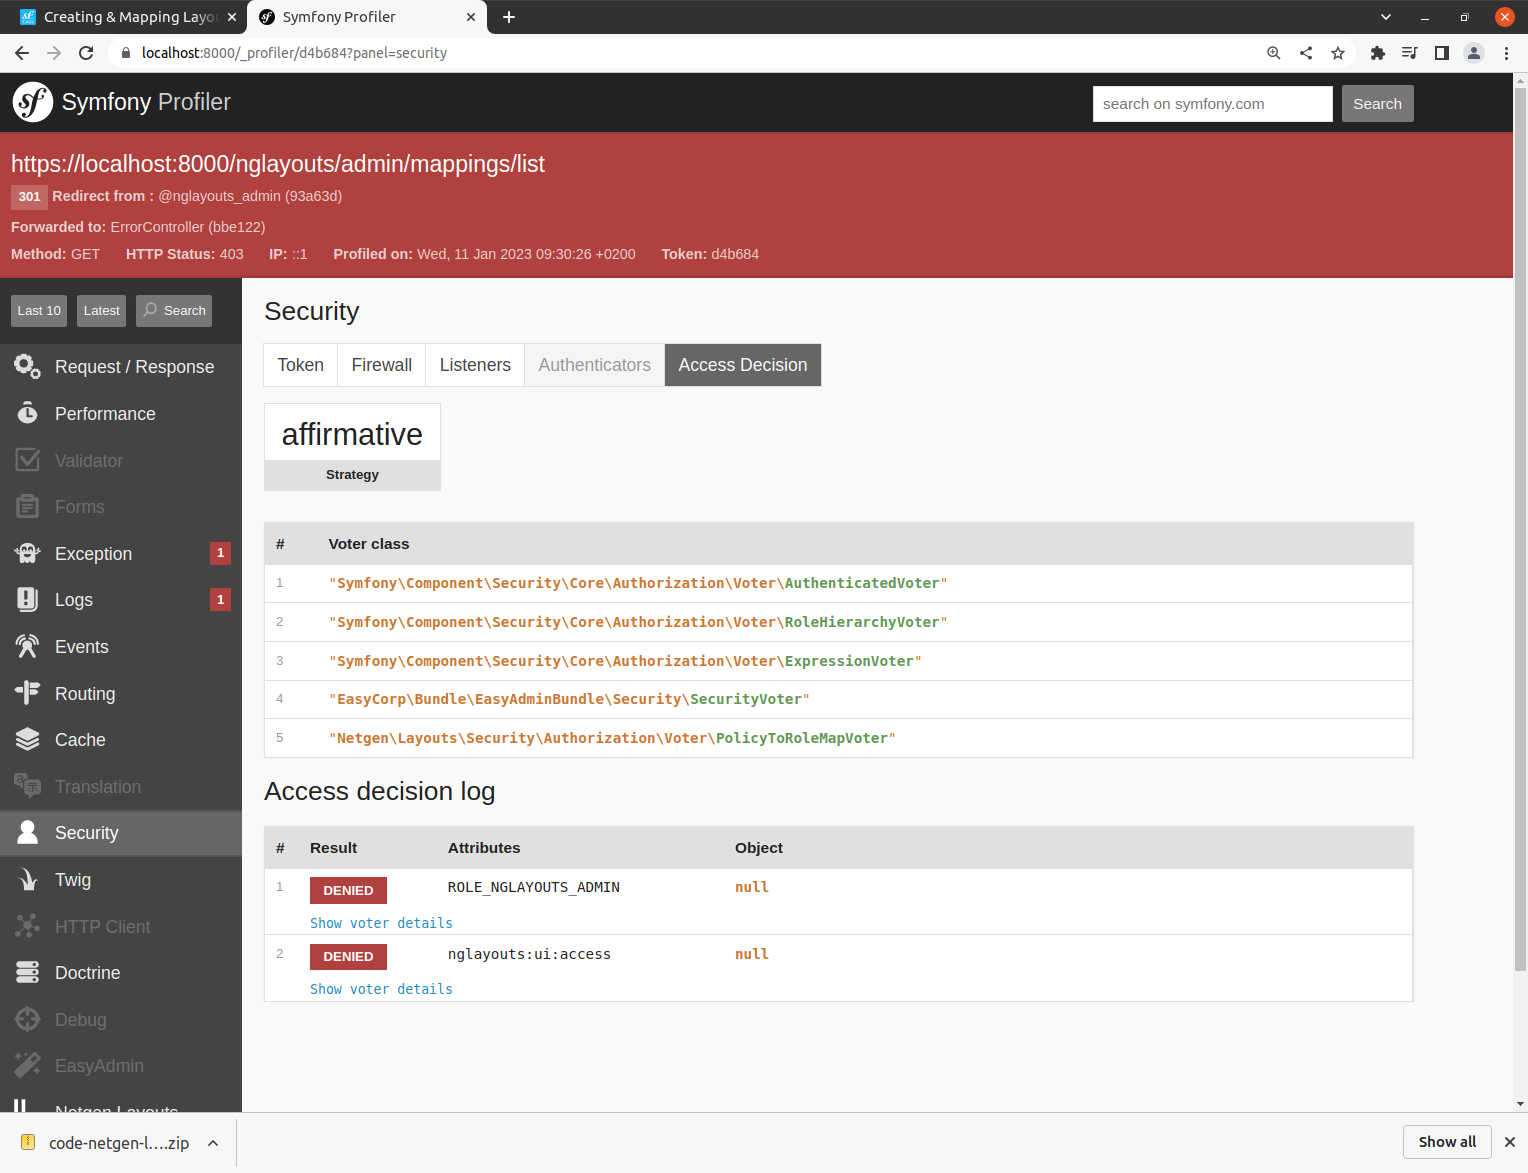 Creating & Mapping Layou
Symfony Profiler
localhost:8000/_profiler/d4b684?panel=security
sf Symfony Profiler
search on symfony.com
Search
https://localhost:8000/nglayouts/admin/mappings/list
301 Redirect from : @nglayouts_admin (93a63d)
Forwarded to: ErrorController (bbe122)
Method: GET HTTP Status: 403 IP: ::1 Profiled on: Wed, 11 Jan 2023 09:30:26 +0200 Token: d4b684
Last 10 Latest Search
Request / Response
Performance
Validator
Forms
Exception 1
Logs 1
Events
Routing
Cache
Translation
Security
Twig
HTTP Client
Doctrine
Debug
EasyAdmin
Netgen Layouts
Security
Token Firewall Listeners Authenticators Access Decision
affirmative
Strategy
# Voter class
1 "Symfony\Component\Security\Core\Authorization\Voter\AuthenticatedVoter"
2 "Symfony\Component\Security\Core\Authorization\Voter\RoleHierarchyVoter"
3 "Symfony\Component\Security\Core\Authorization\Voter\ExpressionVoter"
4 "EasyCorp\Bundle\EasyAdminBundle\Security\SecurityVoter"
5 "Netgen\Layouts\Security\Authorization\Voter\PolicyToRoleMapVoter"
Access decision log
# Result Attributes Object
1 DENIED ROLE_NGLAYOUTS_ADMIN null
Show voter details
2 DENIED nglayouts:ui:access null
Show voter details
code-netgen-l....zip
Show all